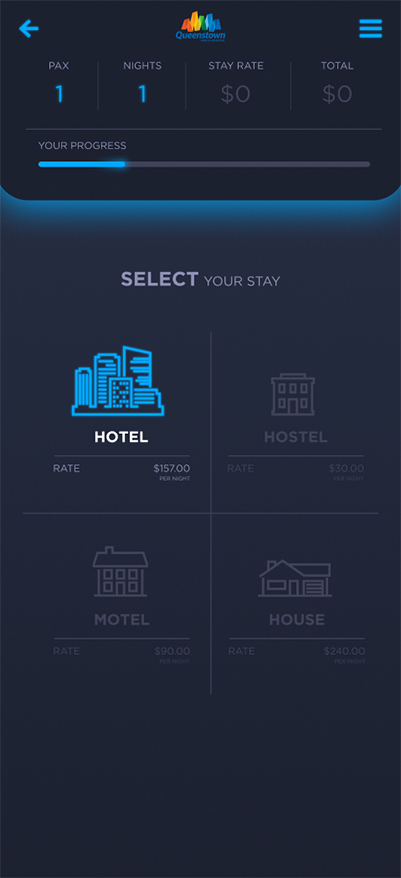 Queenstown
PAX NIGHTS STAY RATE TOTAL
1 1 $0 $0
YOUR PROGRESS
SELECT YOUR STAY
HOTEL HOSTEL
RATE $157.00 RATE $30.00
PER NIGHT PER NIGHT
MOTEL HOUSE
RATE $90.00 RATE $240.00
PER NIGHT PER NIGHT